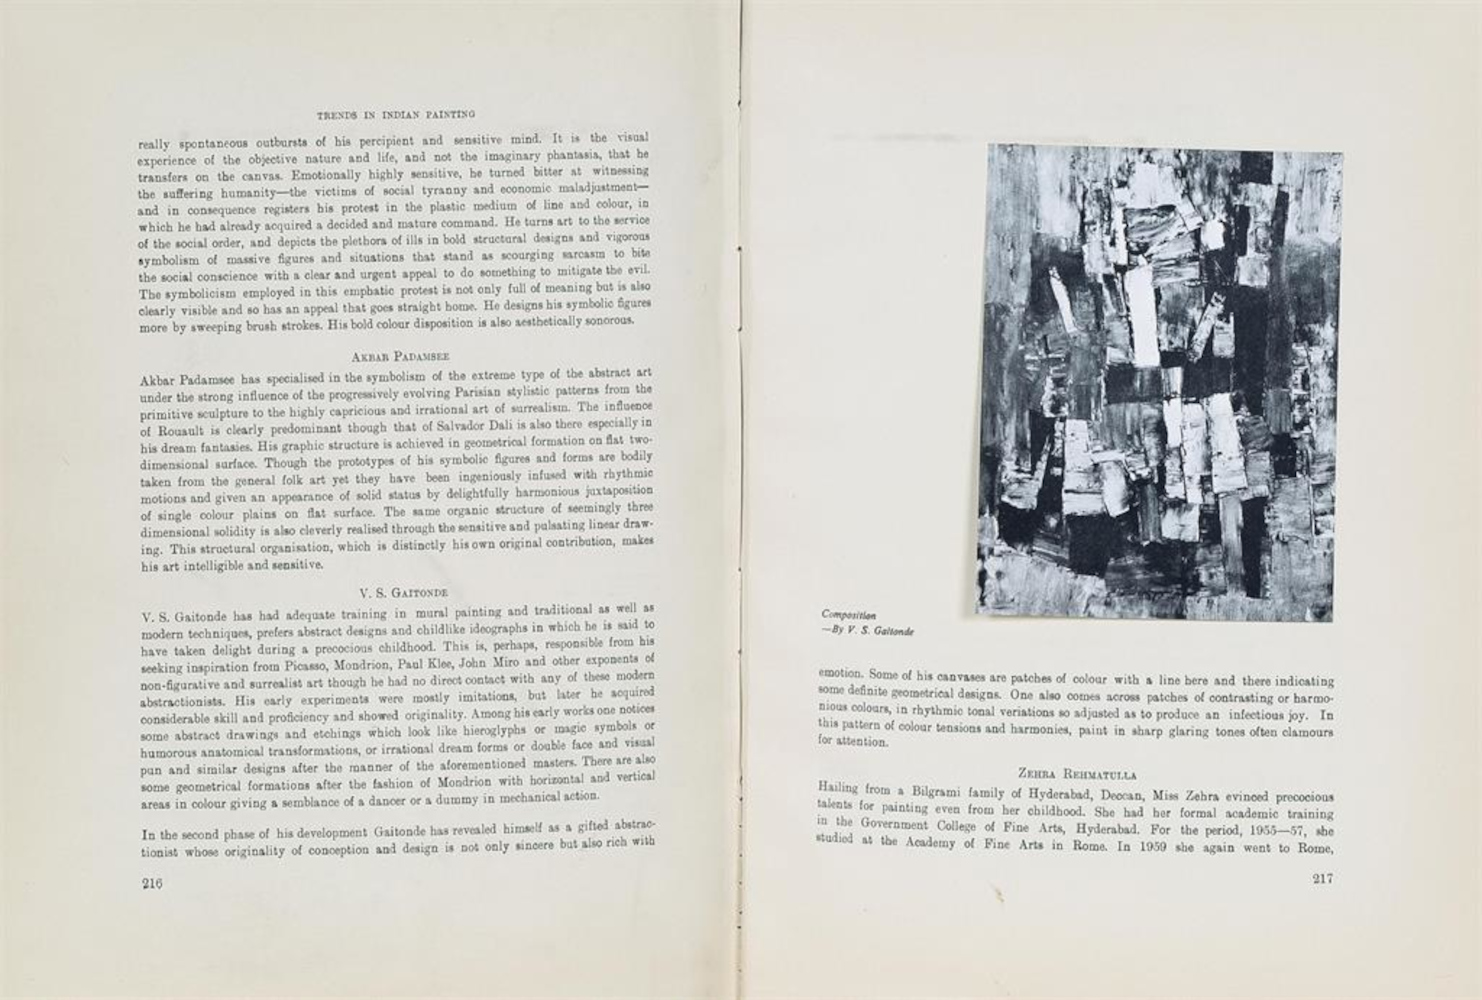 TRENDS IN INDIAN PAINTING
really spontaneous outbursts of his percipient and sensitive mind. It is the visual
experience of the objective nature and life, and not the imaginary phantasia, that he
transfers on the canvas. Emotionally highly sensitive, he turned bitter at witnessing
the suffering humanity—the victims of social tyranny and economic maladjustment—
and in consequence registers his protest in the plastic medium of line and colour, in
which he had already acquired a decided and mature command. He turns art to the service
of the social order, and depicts the plethora of ills in bold structural designs and vigorous
symbolism of massive figures and situations that stand as scourging sarcasm to bite
the social conscience with a clear and urgent appeal to do something to mitigate the evil.
The symbolicism employed in this emphatic protest is not only full of meaning but is also
clearly visible and so has an appeal that goes straight home. He designs his symbolic figures
more by sweeping brush strokes. His bold colour disposition is also aesthetically sonorous.
AKBAR PADAMSEE
Akbar Padamsee has specialised in the symbolism of the extreme type of the abstract art
under the strong influence of the progressively evolving Parisian stylistic patterns from the
primitive sculpture to the highly capricious and irrational art of surrealism. The influence
of Rouault is clearly predominant though that of Salvador Dali is also there especially in
his dream fantasies. His graphic structure is achieved in geometrical formation on flat two-
dimensional surface. Though the prototypes of his symbolic figures and forms are bodily
taken from the general folk art yet they have been ingeniously infused with rhythmic
motions and given an appearance of solid status by delightfully harmonious juxtaposition
of single colour plains on flat surface. The same organic structure of seemingly three
dimensional solidity is also cleverly realised through the sensitive and pulsating linear draw-
ing. This structural organisation, which is distinctly his own original contribution, makes
his art intelligible and sensitive.
V. S. GAITONDE
V. S. Gaitonde has had adequate training in mural painting and traditional as well as
modern techniques, prefers abstract designs and childlike ideographs in which he is said to
have taken delight during a precocious childhood. This is, perhaps, responsible from his
seeking inspiration from Picasso, Mondrion, Paul Klee, John Miro and other exponents of
non-figurative and surrealist art though he had no direct contact with any of these modern
abstractionists. His early experiments were mostly imitations, but later he acquired
considerable skill and proficiency and showed originality. Among his early works one notices
some abstract drawings and etchings which look like hieroglyphs or magic symbols or
humorous anatomical transformations, or irrational dream forms or double face and visual
pun and similar designs after the manner of the aforementioned masters. There are also
some geometrical formations after the fashion of Mondrion with horizontal and vertical
areas in colour giving a semblance of a dancer or a dummy in mechanical action.
In the second phase of his development Gaitonde has revealed himself as a gifted abstrac-
tionist whose originality of conception and design is not only sincere but also rich with
216
Composition
—By V. S. Gaitonde
emotion. Some of his canvases are patches of colour with a line here and there indicating
some definite geometrical designs. One also comes across patches of contrasting or harmo-
nious colours, in rhythmic tonal veriations so adjusted as to produce an infectious joy. In
this pattern of colour tensions and harmonies, paint in sharp glaring tones often clamours
for attention.
ZEHRA REHMATULLA
Hailing from a Bilgrami family of Hyderabad, Deccan, Miss Zehra evinced precocious
talents for painting even from her childhood. She had her formal academic training
in the Government College of Fine Arts, Hyderabad. For the period, 1955—57, she
studied at the Academy of Fine Arts in Rome. In 1959 she again went to Rome,
217